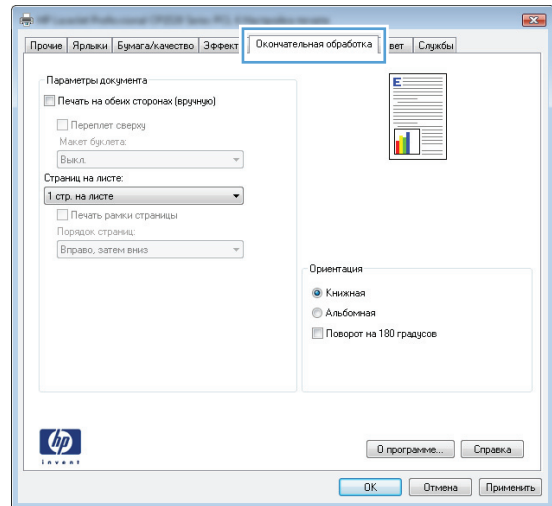 Прочие Ярлыки Бумага/качество Эффект Окончательная обработка вет Службы
Параметры документа
Печать на обеих сторонах (вручную)
Переплет сверху
Макет буклета:
Выкл.
Страниц на листе:
1 стр. на листе
Печать рамки страницы
Порядок страниц:
Вправо, затем вниз
E
Ориентация
Книжная
Альбомная
Поворот на 180 градусов
hp
invent
О программе... Справка
OK Отмена Применить